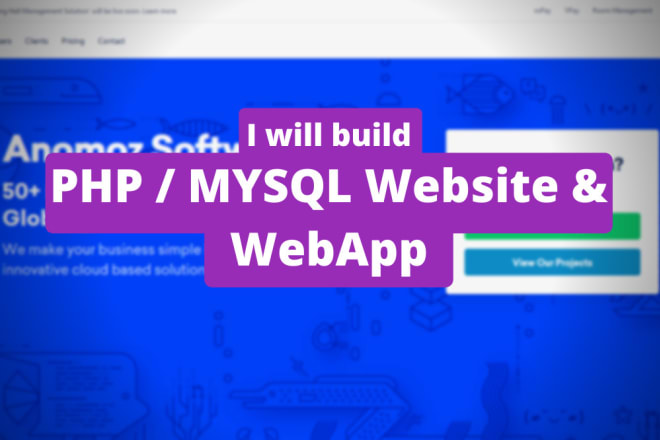 ers Clients Pricing Contact
I will build
PHP / MYSQL Website &
WebApp
Anomoz Softw
50+
Glob
We make your business simple
innovative cloud based solution
?
View Our Projects